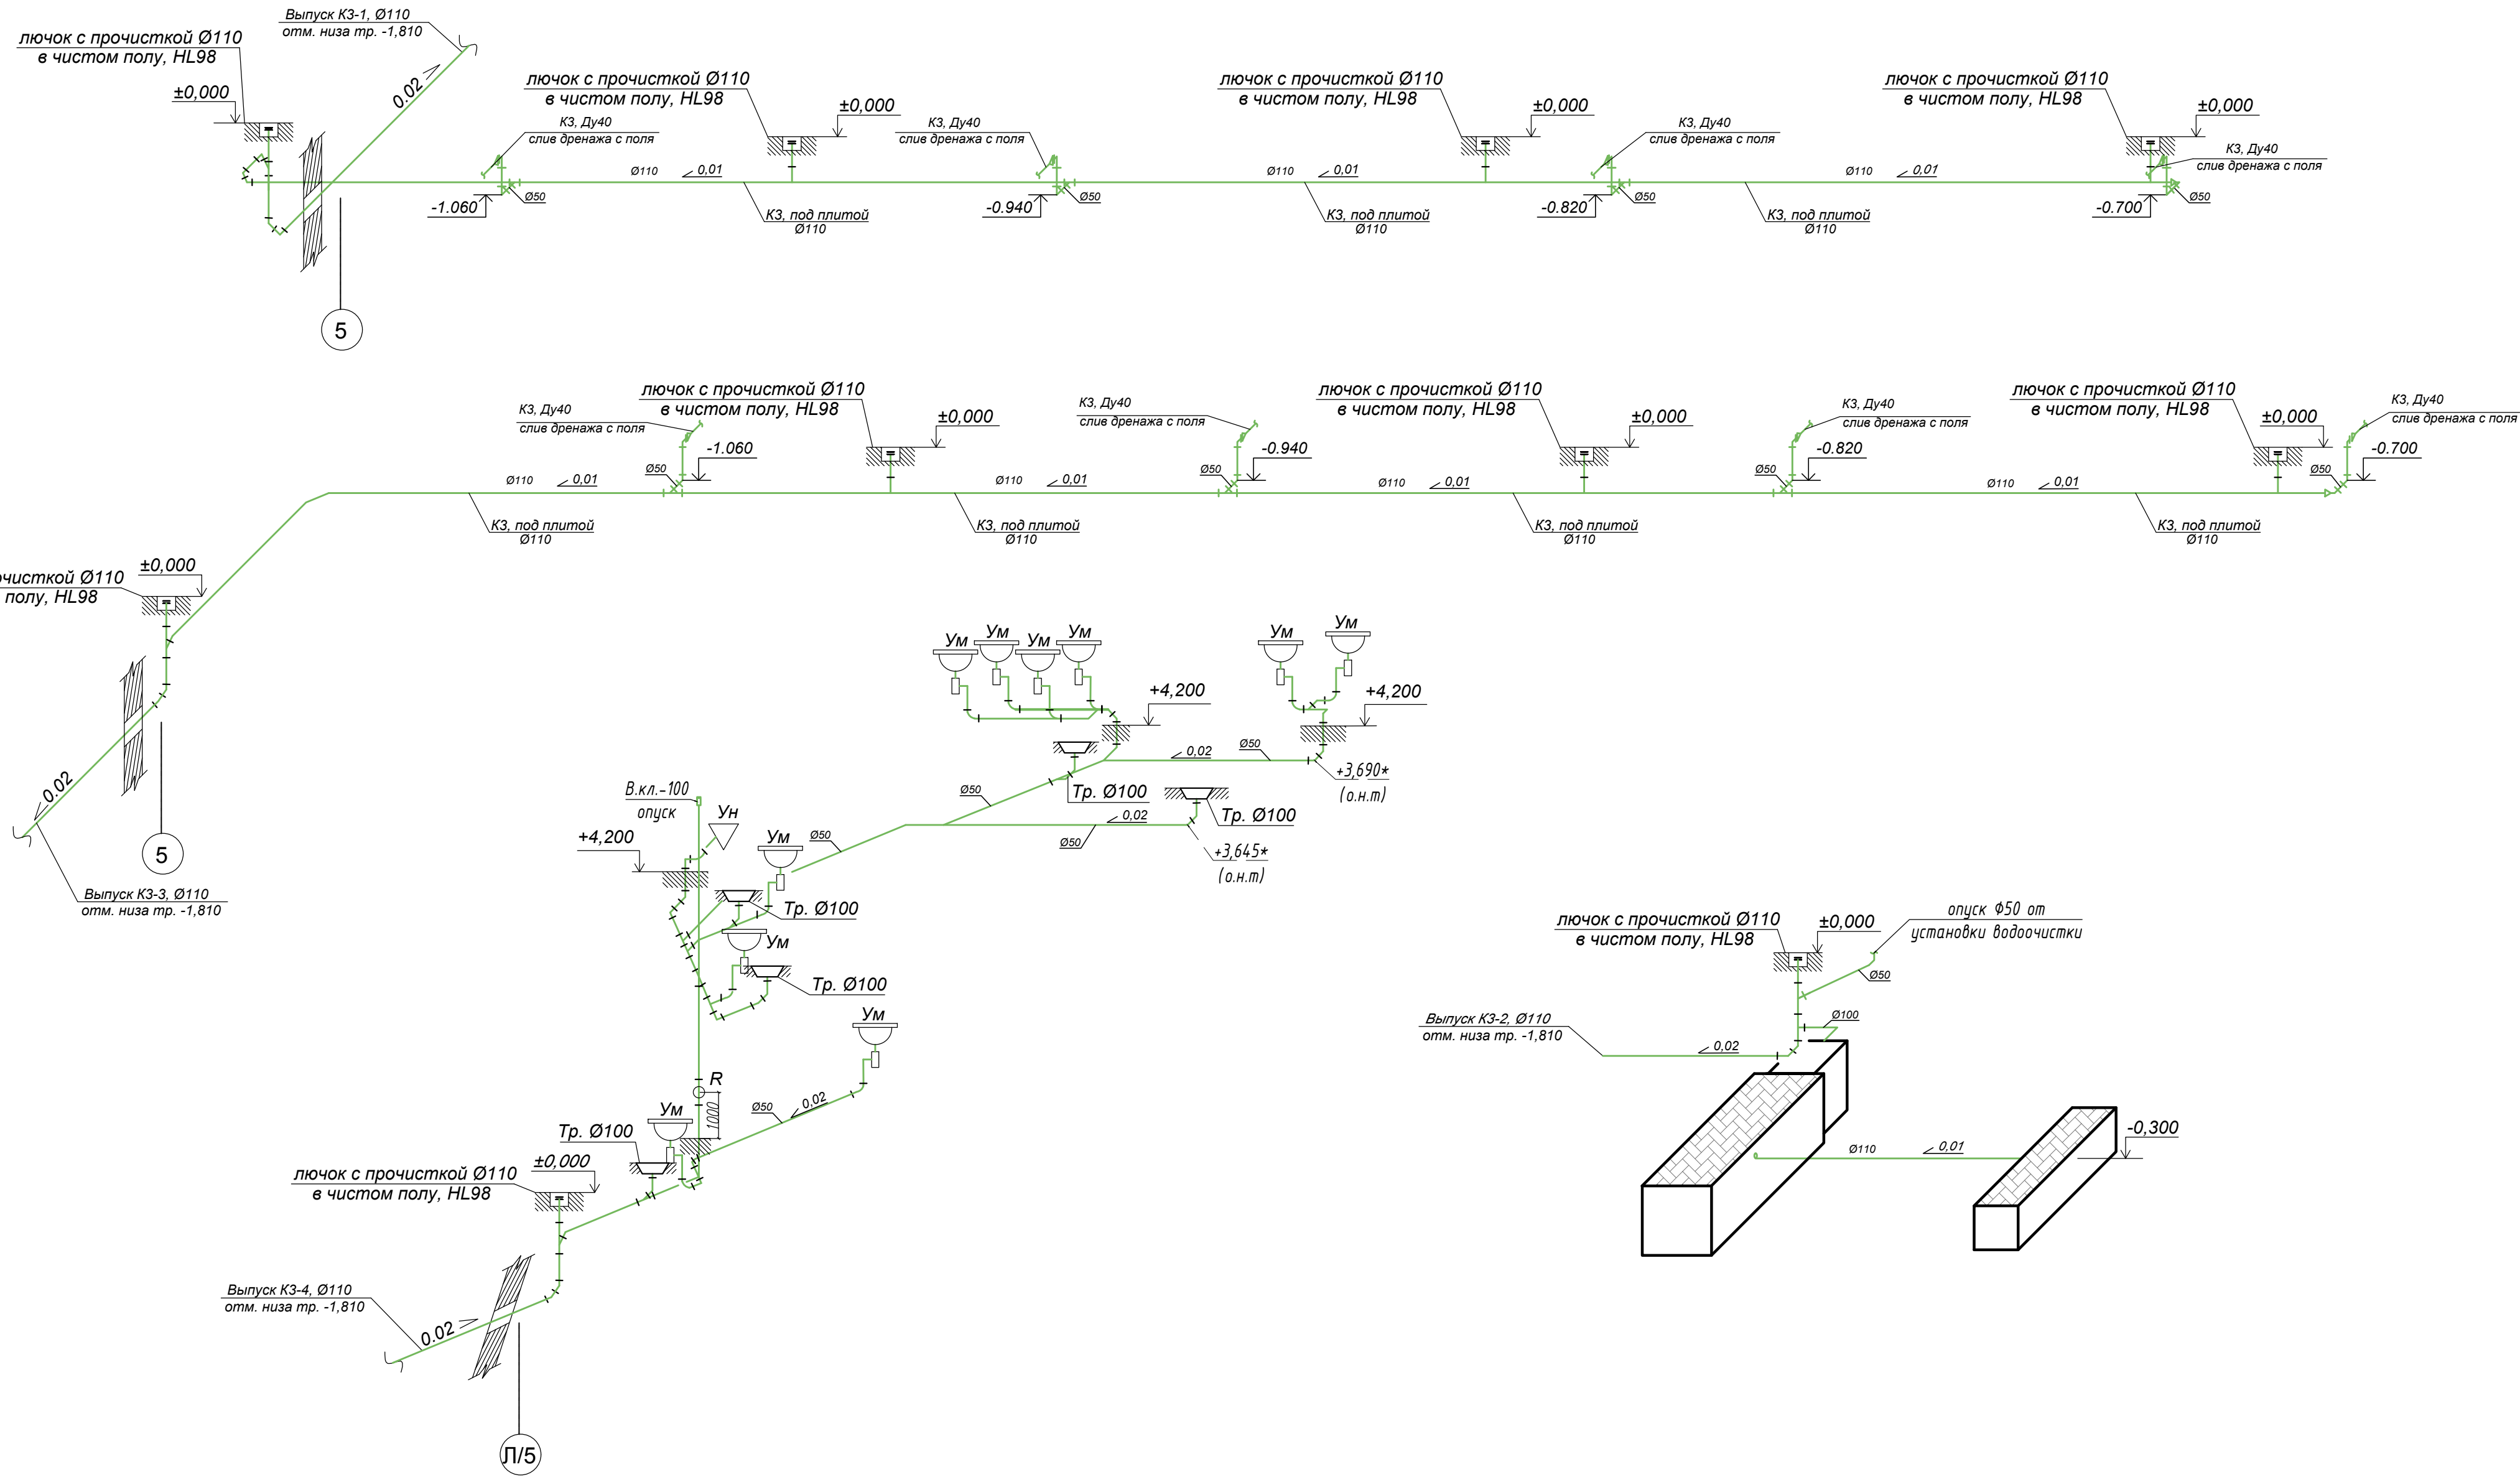 Выпуск К3-1, Ø110
отм. низа тр. -1,810
лючок с прочисткой Ø110
в чистом полу, HL98
±0,000
0.02
5
лючок с прочисткой Ø110
в чистом полу, HL98
±0,000
К3, Ду40
слив дренажа с поля
-1.060
Ø50
Ø110
0,01
К3, под плитой
Ø110
К3, Ду40
слив дренажа с поля
-0.940
Ø50
лючок с прочисткой Ø110
в чистом полу, HL98
±0,000
Ø110
0,01
К3, под плитой
Ø110
К3, Ду40
слив дренажа с поля
-0.820
Ø50
лючок с прочисткой Ø110
в чистом полу, HL98
±0,000
Ø110
0,01
К3, под плитой
Ø110
К3, Ду40
слив дренажа с поля
-0.700
Ø50
К3, Ду40
слив дренажа с поля
Ø110
0,01
Ø50
-1.060
К3, под плитой
Ø110
лючок с прочисткой Ø110
в чистом полу, HL98
±0,000
Ø110
0,01
К3, под плитой
Ø110
К3, Ду40
слив дренажа с поля
Ø50
-0.940
лючок с прочисткой Ø110
в чистом полу, HL98
±0,000
Ø110
0,01
К3, под плитой
Ø110
К3, Ду40
слив дренажа с поля
Ø50
-0.820
лючок с прочисткой Ø110
в чистом полу, HL98
±0,000
Ø110
0,01
К3, под плитой
Ø110
К3, Ду40
слив дренажа с поля
Ø50
-0.700
очисткой Ø110
полу, HL98
±0,000
0.02
5
Выпуск К3-3, Ø110
отм. низа тр. -1,810
Ум
Ум
Ум
Ум
+4,200
Ум
Ум
+4,200
0,02
Ø50
+3,690*
(о.н.т)
Тр. Ø100
Ø50
0,02
Ø50
Тр. Ø100
+3,645*
(о.н.т)
В.кл.-100
опуск
Ун
+4,200
Ум
Ø50
Тр. Ø100
Ум
Тр. Ø100
Ум
R
1000
Ø50
0,02
Ум
Тр. Ø100
±0,000
лючок с прочисткой Ø110
в чистом полу, HL98
Выпуск К3-4, Ø110
отм. низа тр. -1,810
0.02
Л/5
лючок с прочисткой Ø110
в чистом полу, HL98
±0,000
опуск Ф50 от
установки водоочистки
Ø50
Ø100
Выпуск К3-2, Ø110
отм. низа тр. -1,810
0,02
Ø110
0,01
-0,300